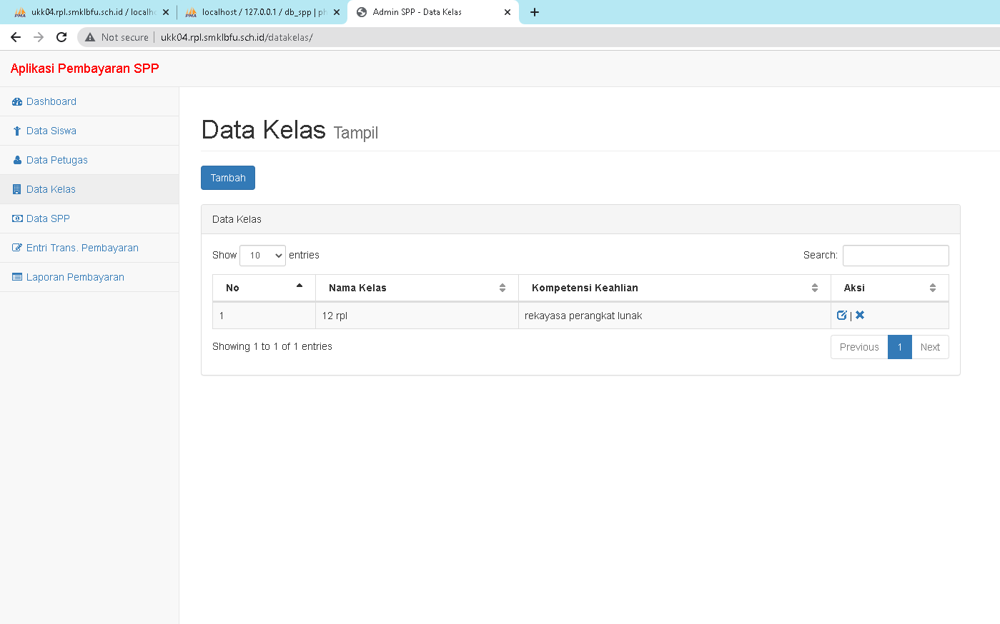 ukk04.rpl.smklbfu.sch.id / localho
localhost / 127.0.0.1 / db_spp | ph
Admin SPP - Data Kelas
Not secure
ukk04.rpl.smklbfu.sch.id/datakelas/
Aplikasi Pembayaran SPP
Dashboard
Data Siswa
Data Petugas
Data Kelas
Data SPP
Entri Trans. Pembayaran
Laporan Pembayaran
Data Kelas Tampil
Tambah
Data Kelas
Show 10 entries
Search:
No Nama Kelas Kompetensi Keahlian Aksi
1 12 rpl rekayasa perangkat lunak |
Showing 1 to 1 of 1 entries
Previous 1 Next